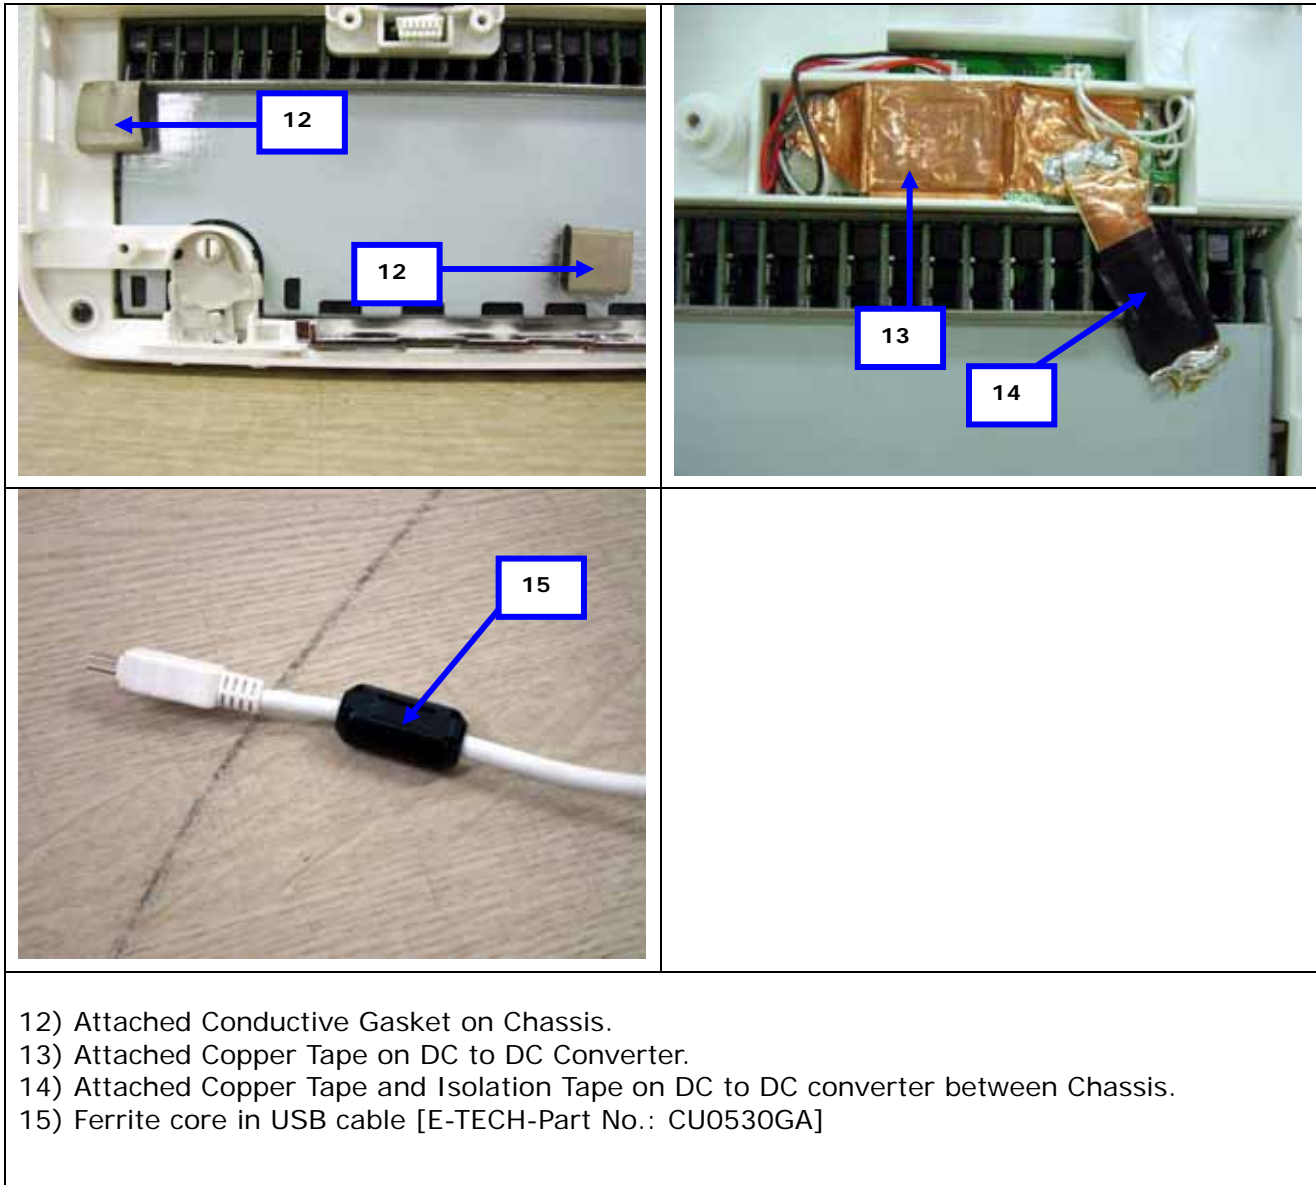 12
12
13
14
15
12) Attached Conductive Gasket on Chassis.
13) Attached Copper Tape on DC to DC Converter.
14) Attached Copper Tape and Isolation Tape on DC to DC converter between Chassis.
15) Ferrite core in USB cable [E-TECH-Part No.: CU0530GA]